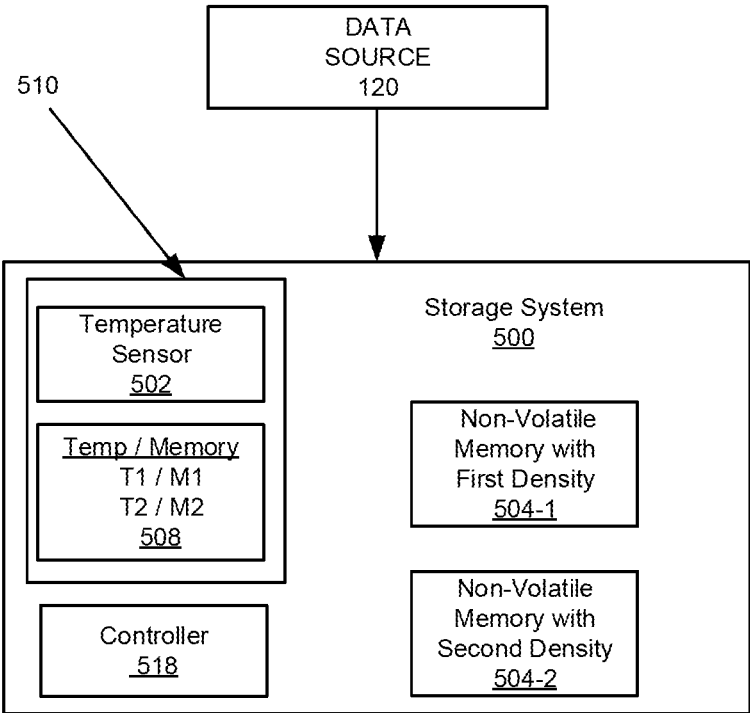 DATA
SOURCE
120
510
Storage System
500
Temperature
Sensor
502
Temp / Memory
T1 / M1
T2 / M2
508
Controller
518
Non-Volatile
Memory with
First Density
504-1
Non-Volatile
Memory with
Second Density
504-2